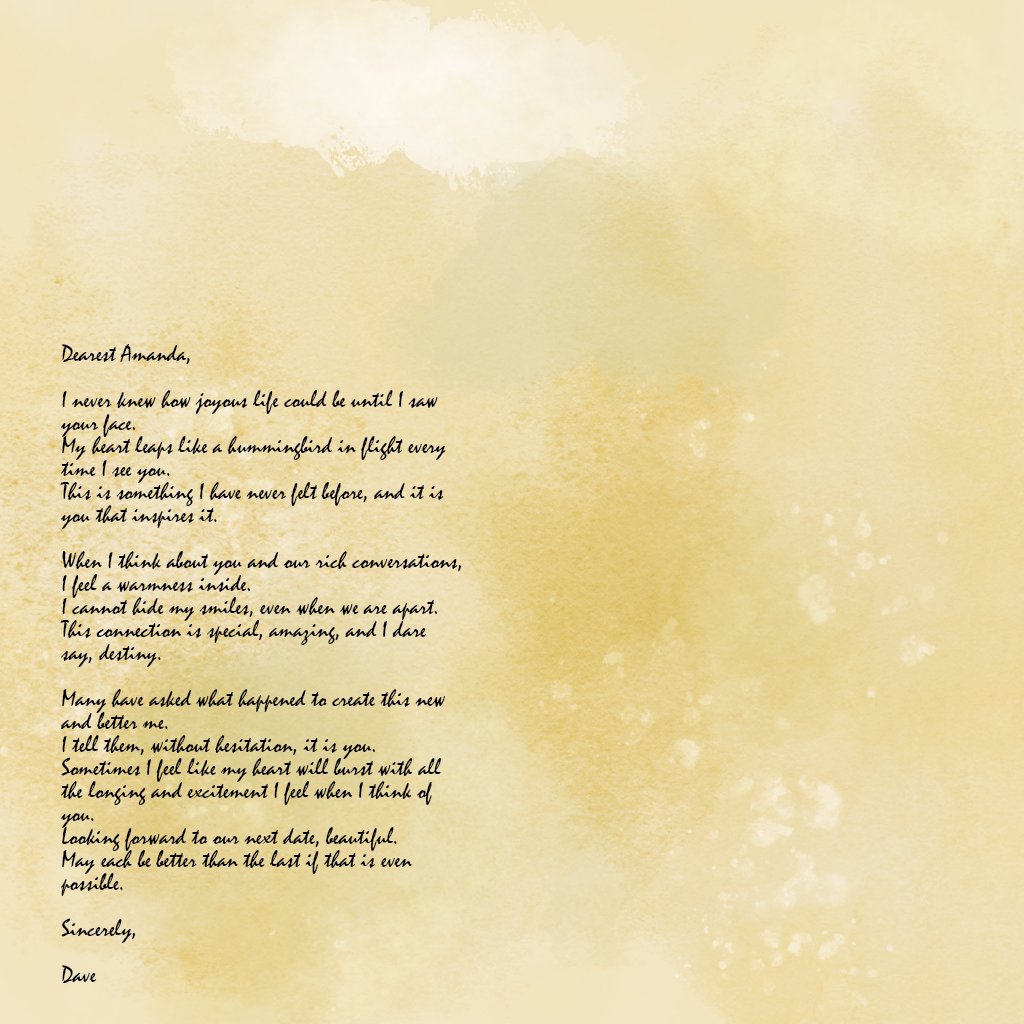 Dearest Amanda,
I never knew how joyous life could be until I saw
your face.
My heart leaps like a hummingbird in flight every
time I see you.
This is something I have never felt before, and it is
you that inspires it.
When I think about you and our rich conversations,
I feel a warmness inside.
I cannot hide my smiles, even when we are apart.
This connection is special, amazing, and I dare
say, destiny.
Many have asked what happened to create this new
and better me.
I tell them, without hesitation, it is you.
Sometimes I feel like my heart will burst with all
the longing and excitement I feel when I think of
you.
Looking forward to our next date, beautiful.
May each be better than the last if that is even
possible.
Sincerely,
Dave